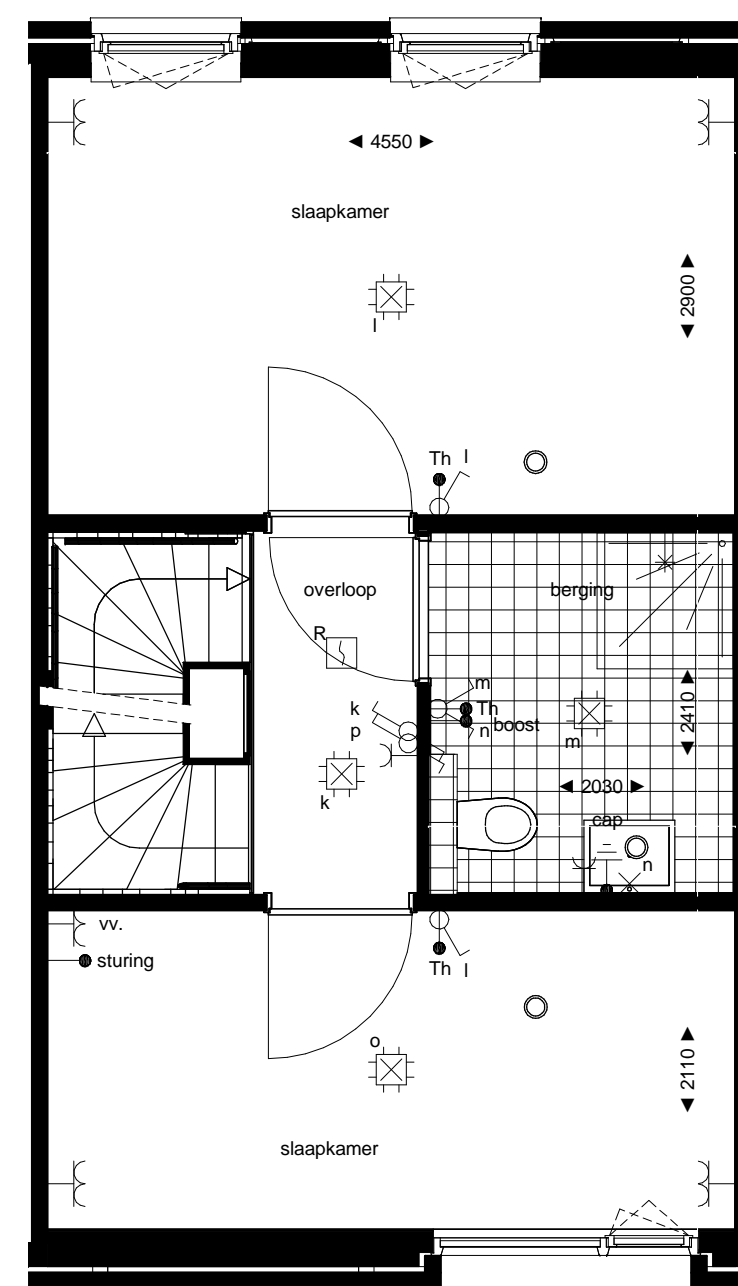 ◄ 4550 ►
slaapkamer
◄ 2900 ►
l
Th l
overloop
berging
R
m
k
Th
p
n boost
m
◄ 2410 ►
◄ 2030 ►
k
cap
n
vv.
sturing
Th l
o
◄ 2110 ►
slaapkamer